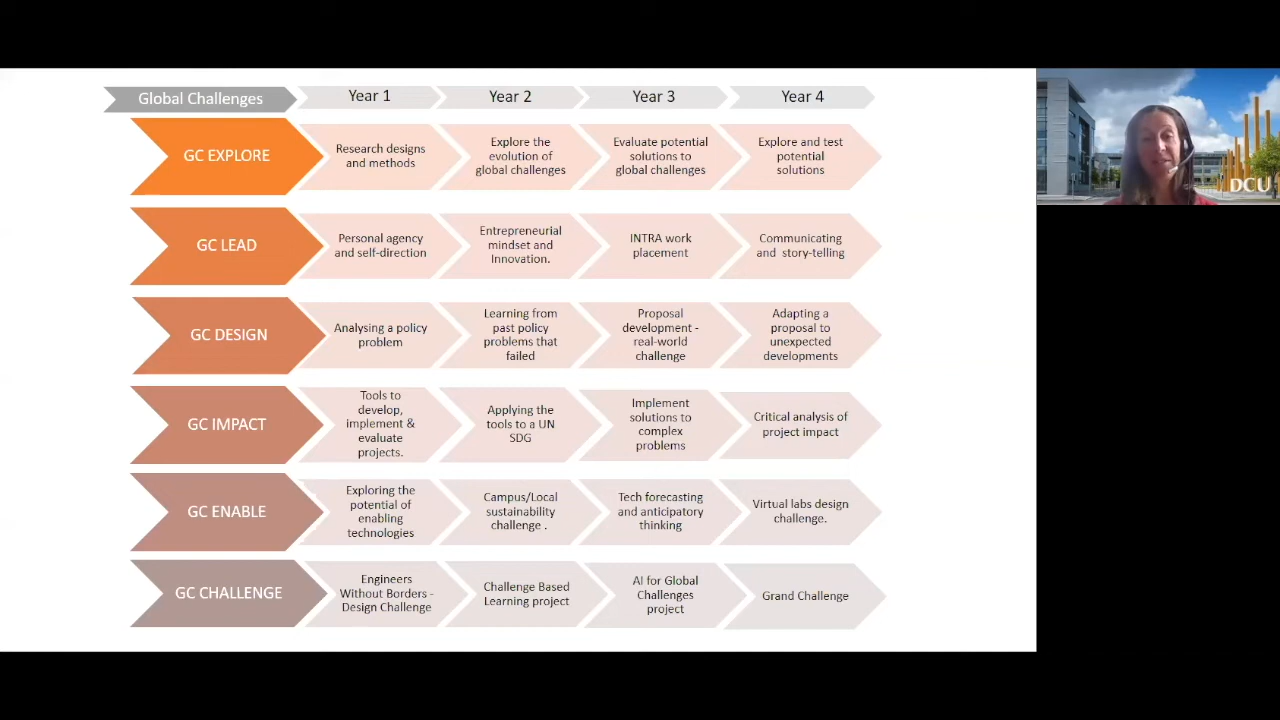 Global Challenges
Year 1
Year 2
Year 3
Year 4
GC EXPLORE
Research designs
and methods
Explore the
evolution of
global challenges
Evaluate potential
solutions to
global challenges
Explore and test
potential
solutions
GC LEAD
Personal agency
and self-direction
Entrepreneurial
mindset and
Innovation.
INTRA work
placement
Communicating
and story-telling
GC DESIGN
Analysing a policy
problem
Learning from
past policy
problems that
failed
Proposal
development -
real-world
challenge
Adapting a
proposal to
unexpected
developments
GC IMPACT
Tools to
develop,
implement &
evaluate
projects.
Applying the
tools to a UN
SDG
Implement
solutions to
complex
problems
Critical analysis of
project impact
GC ENABLE
Exploring the
potential of
enabling
technologies
Campus/Local
sustainability
challenge .
Tech forecasting
and anticipatory
thinking
Virtual labs design
challenge.
GC CHALLENGE
Engineers
Without Borders -
Design Challenge
Challenge Based
Learning project
AI for Global
Challenges
project
Grand Challenge
DCU